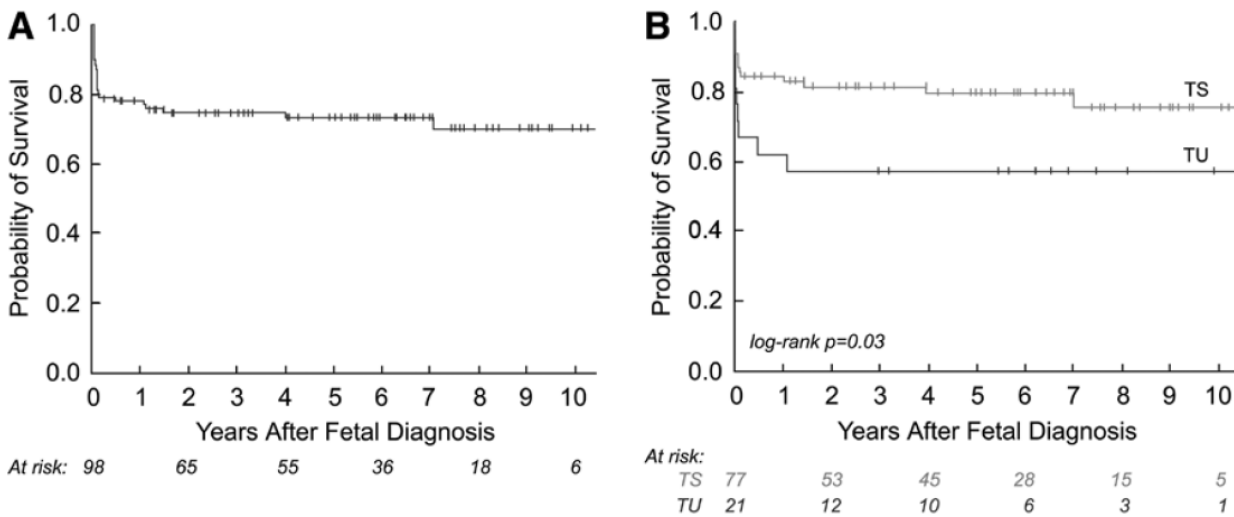 A
Probability of Survival
1.0
0.8
0.6
0.4
0.2
0.0
0 1 2 3 4 5 6 7 8 9 10
Years After Fetal Diagnosis
At risk: 98 65 55 36 18 6
B
Probability of Survival
1.0
0.8
0.6
0.4
0.2
0.0
TS
TU
log-rank p=0.03
0 1 2 3 4 5 6 7 8 9 10
Years After Fetal Diagnosis
At risk:
TS 77 53 45 28 15 5
TU 21 12 10 6 3 1